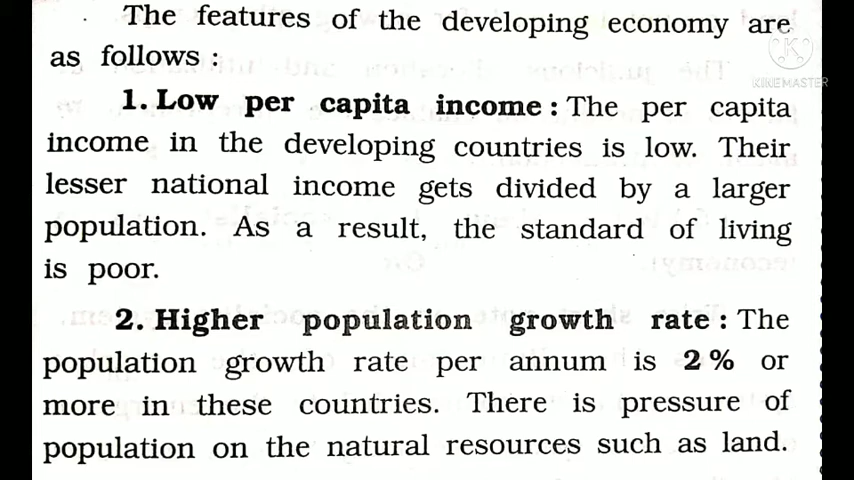 The features of the developing economy are
as follows :
KINEMASTER
1. Low per capita income : The per capita
income in the developing countries is low. Their
lesser national income gets divided by a larger
population. As a result, the standard of living
is poor.
2. Higher population growth rate : The
population growth rate per annum is 2% or
more in these countries. There is pressure of
population on the natural resources such as land.